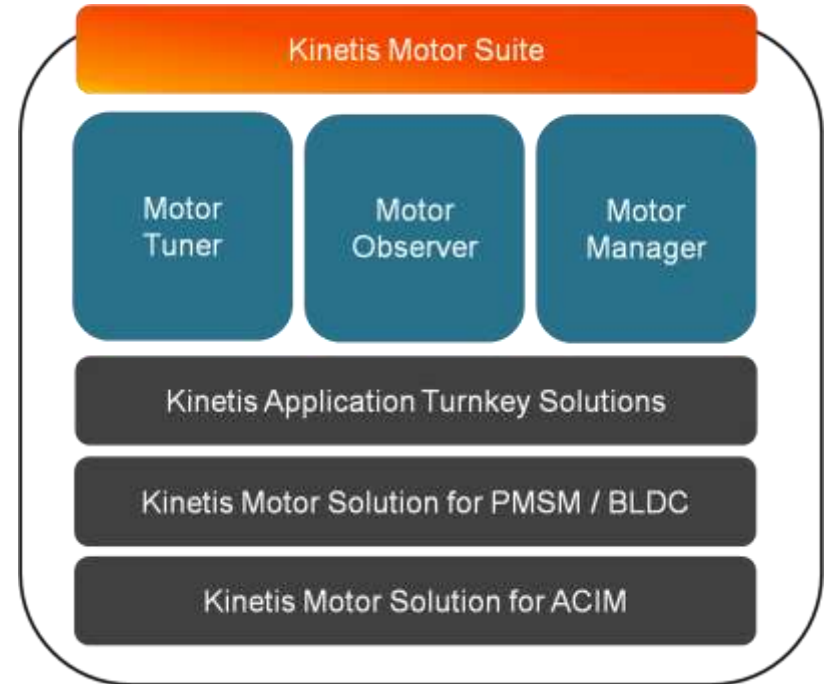 Kinetis Motor Suite
Motor
Tuner
Motor
Observer
Motor
Manager
Kinetis Application Turnkey Solutions
Kinetis Motor Solution for PMSM / BLDC
Kinetis Motor Solution for ACIM